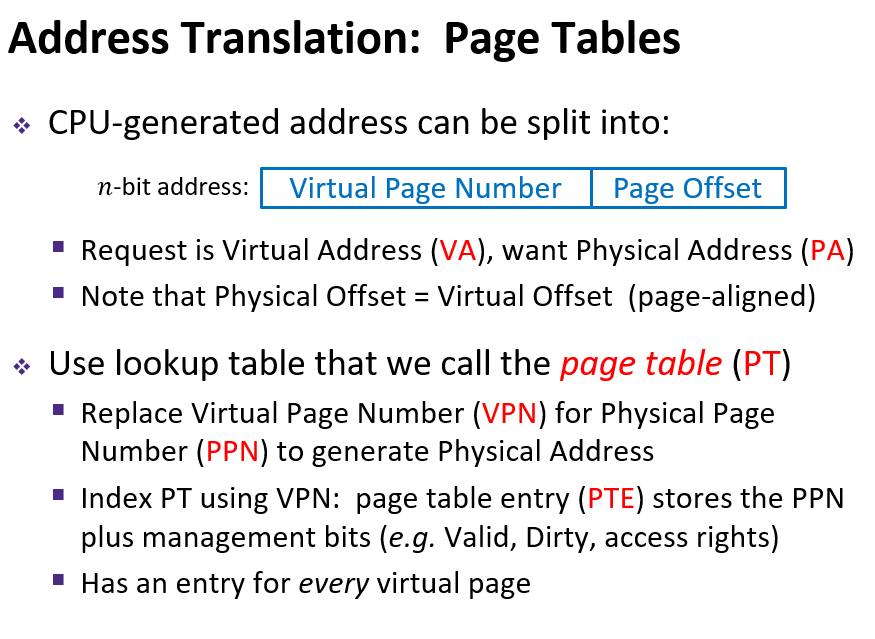 Address Translation: Page Tables
CPU-generated address can be split into:
n-bit address: Virtual Page Number Page Offset
Request is Virtual Address (VA), want Physical Address (PA)
Note that Physical Offset = Virtual Offset (page-aligned)
Use lookup table that we call the page table (PT)
Replace Virtual Page Number (VPN) for Physical Page
Number (PPN) to generate Physical Address
Index PT using VPN: page table entry (PTE) stores the PPN
plus management bits (e.g. Valid, Dirty, access rights)
Has an entry for every virtual page